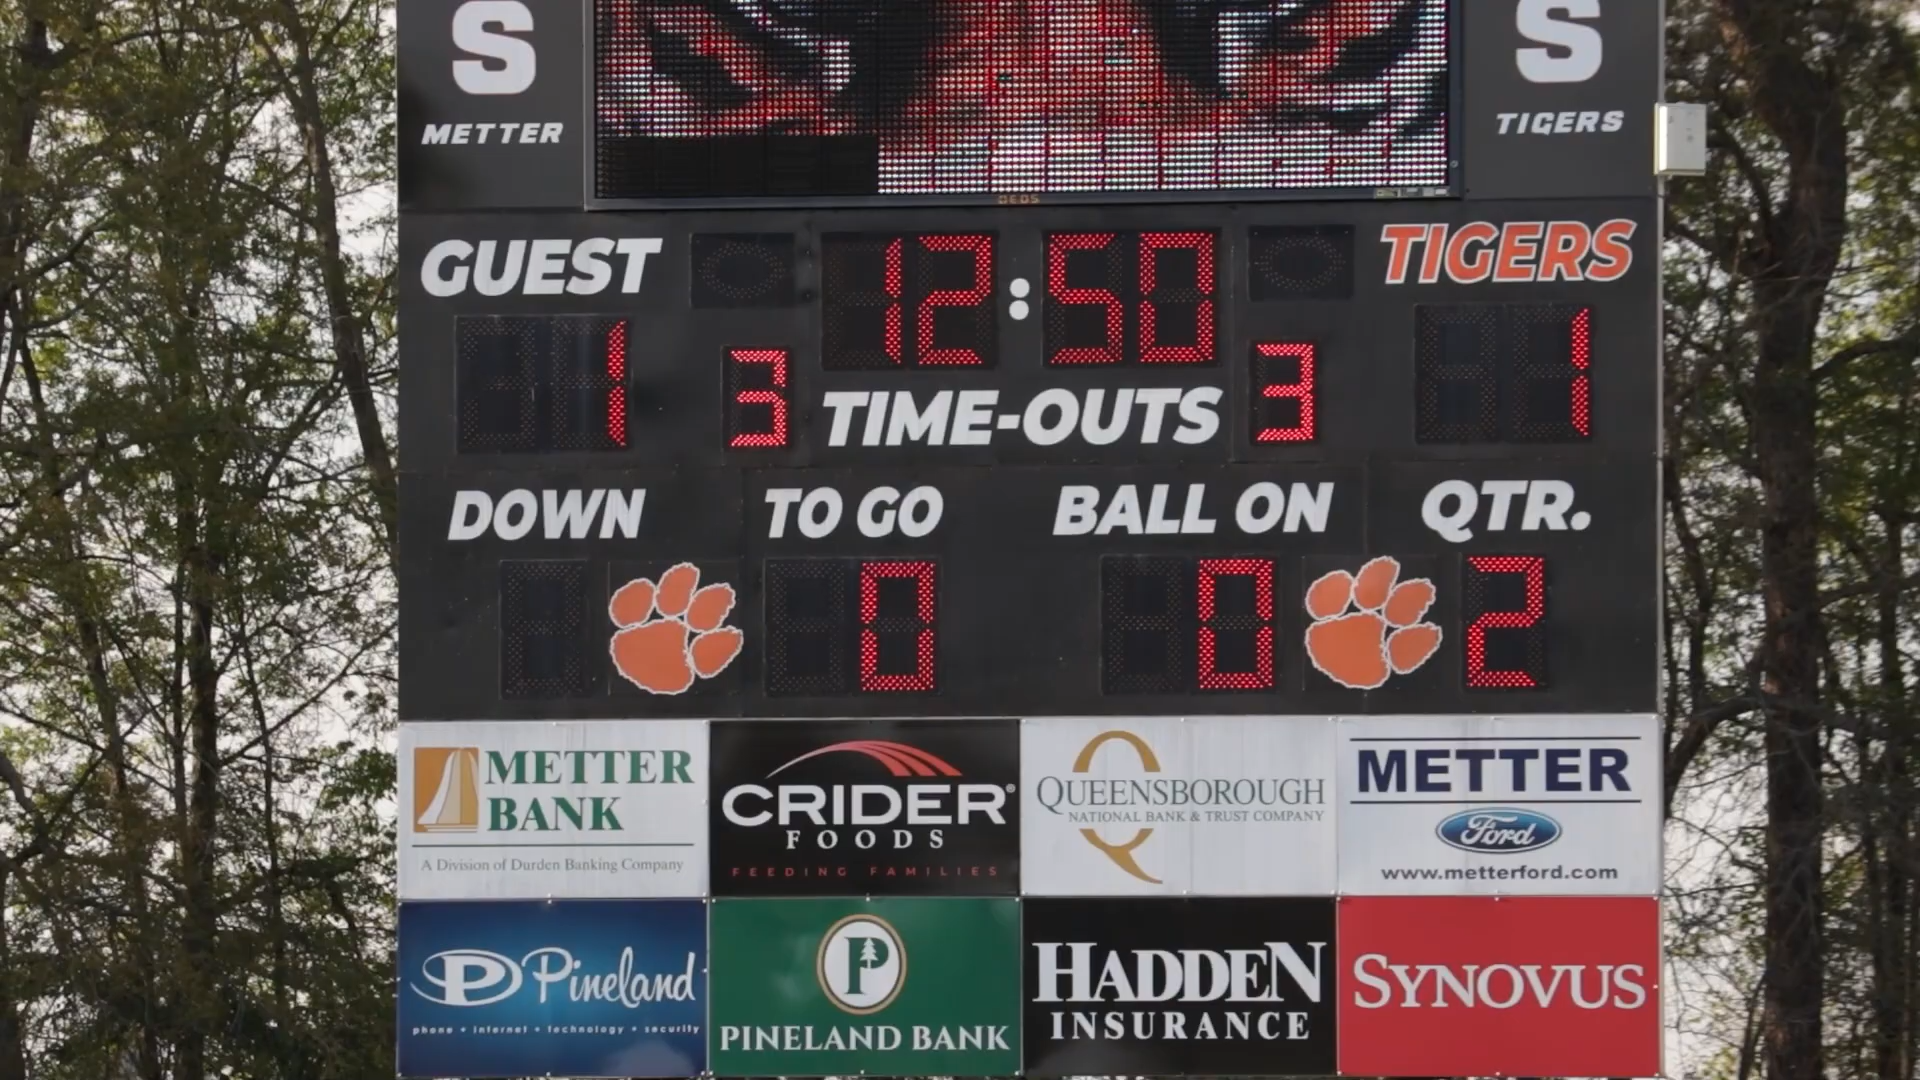 S
METTER
S
TIGERS
GUEST
12:50
TIGERS
1
3
TIME-OUTS
3
1
DOWN
TO GO
BALL ON
QTR.
0
0
2
METTER
BANK
A Division of Durden Banking Company
CRIDER®
FOODS
FEEDING FAMILIES
QUEENSBOROUGH
NATIONAL BANK & TRUST COMPANY
METTER
Ford
www.metterford.com
P Pineland
phone • internet • technology • security
P
PINELAND BANK
HADDEN
INSURANCE
SYNOVUS